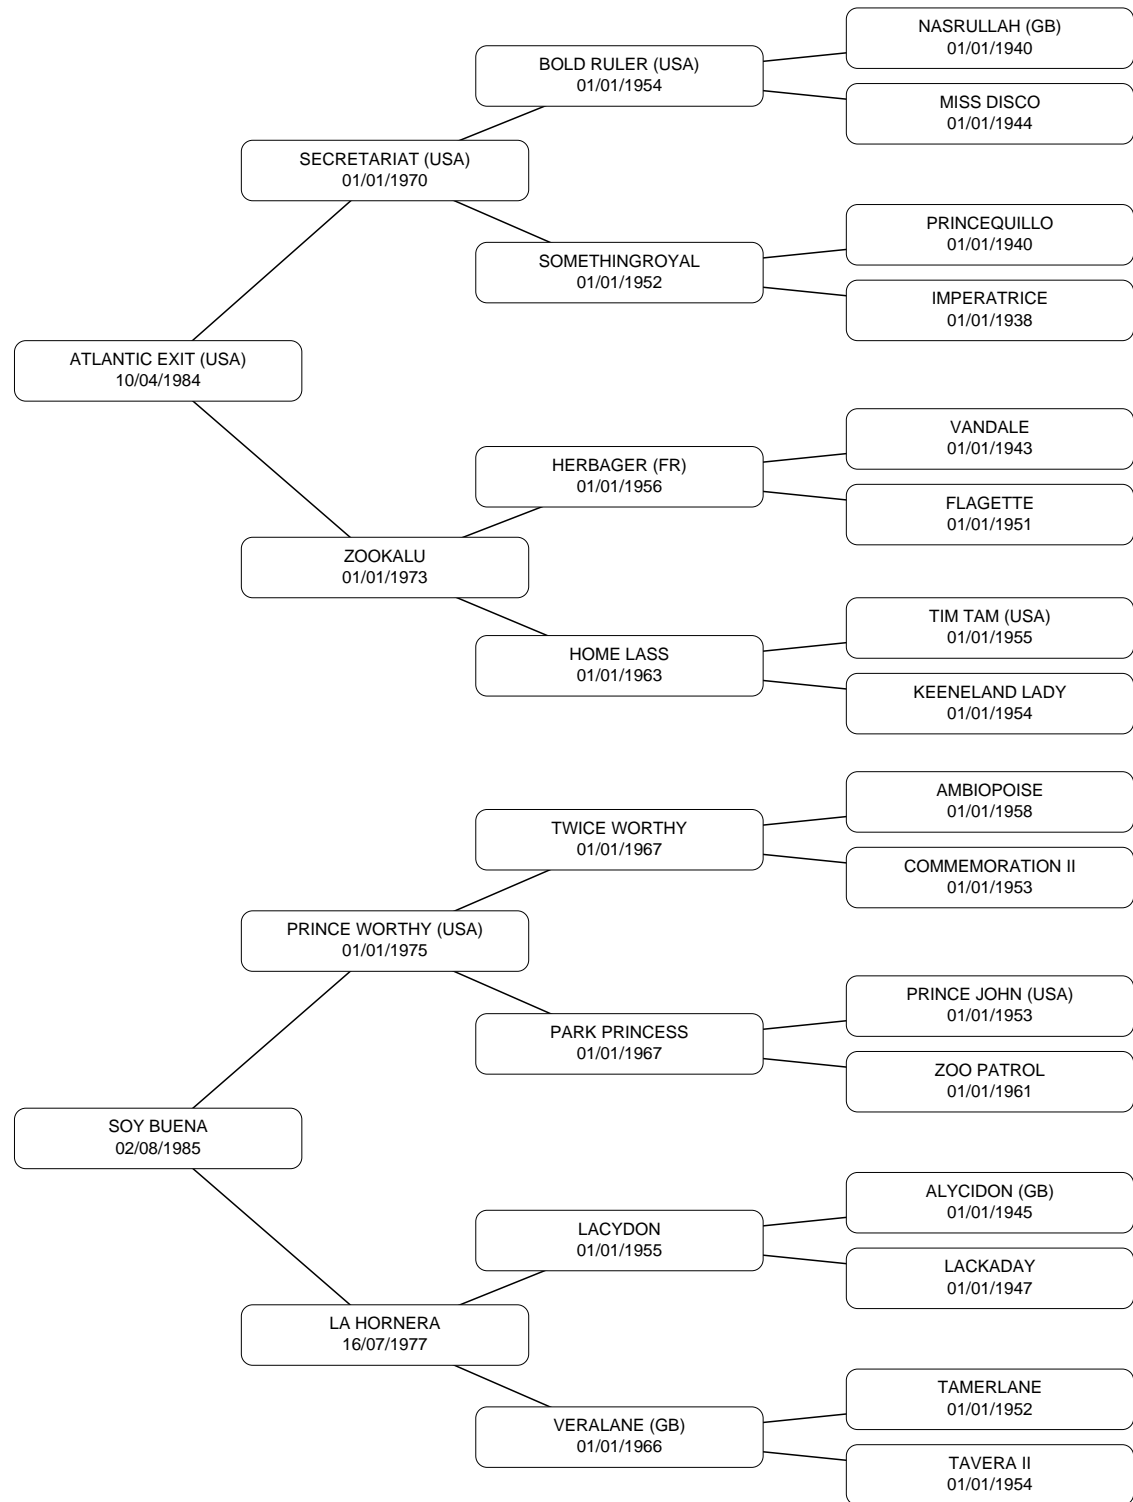 NASRULLAH (GB)
01/01/1940
BOLD RULER (USA)
01/01/1954
MISS DISCO
01/01/1944
SECRETARIAT (USA)
01/01/1970
PRINCEQUILLO
01/01/1940
SOMETHINGROYAL
01/01/1952
IMPERATRICE
01/01/1938
ATLANTIC EXIT (USA)
10/04/1984
VANDALE
01/01/1943
HERBAGER (FR)
01/01/1956
FLAGETTE
01/01/1951
ZOOKALU
01/01/1973
TIM TAM (USA)
01/01/1955
HOME LASS
01/01/1963
KEENELAND LADY
01/01/1954
AMBIOPOISE
01/01/1958
TWICE WORTHY
01/01/1967
COMMEMORATION II
01/01/1953
PRINCE WORTHY (USA)
01/01/1975
PRINCE JOHN (USA)
01/01/1953
PARK PRINCESS
01/01/1967
ZOO PATROL
01/01/1961
SOY BUENA
02/08/1985
ALYCIDON (GB)
01/01/1945
LACYDON
01/01/1955
LACKADAY
01/01/1947
LA HORNERA
16/07/1977
TAMERLANE
01/01/1952
VERALANE (GB)
01/01/1966
TAVERA II
01/01/1954